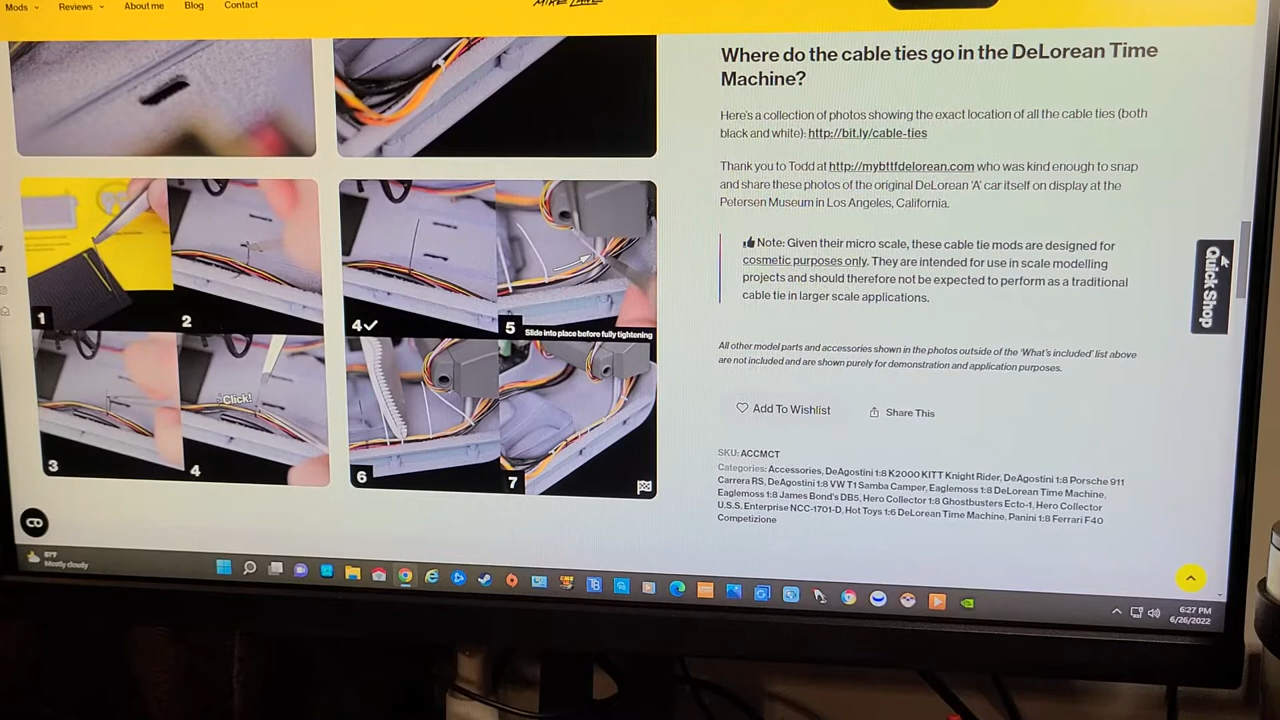 Mods
Reviews
About me
Blog
Contact
MIKE LANE
Where do the cable ties go in the DeLorean Time
Machine?
Here's a collection of photos showing the exact location of all the cable ties (both
black and white): http://bit.ly/cable-ties
Thank you to Todd at http://mybttfdelorean.com who was kind enough to snap
and share these photos of the original DeLorean 'A' car itself on display at the
Petersen Museum in Los Angeles, California.
Note: Given their micro scale, these cable tie mods are designed for
cosmetic purposes only. They are intended for use in scale modelling
projects and should therefore not be expected to perform as a traditional
cable tie in larger scale applications.
All other model parts and accessories shown in the photos outside of the 'What's included' list above
are not included and are shown purely for demonstration and application purposes.
Add To Wishlist
Share This
SKU: ACCMCT
Categories: Accessories, DeAgostini 1:8 K2000 KITT Knight Rider, DeAgostini 1:8 Porsche 911
Carrera RS, DeAgostini 1:8 VW T1 Samba Camper, Eaglemoss 1:8 DeLorean Time Machine,
Eaglemoss 1:8 James Bond's DB5, Hero Collector 1:8 Ghostbusters Ecto-1, Hero Collector
U.S.S. Enterprise NCC-1701-D, Hot Toys 1:6 DeLorean Time Machine, Panini 1:8 Ferrari F40
Competizione
Quick Shop
1
2
4✓
5 Slide into place before fully tightening
Click!
3
4
6
7
Mostly cloudy
6:27 PM
6/26/2022